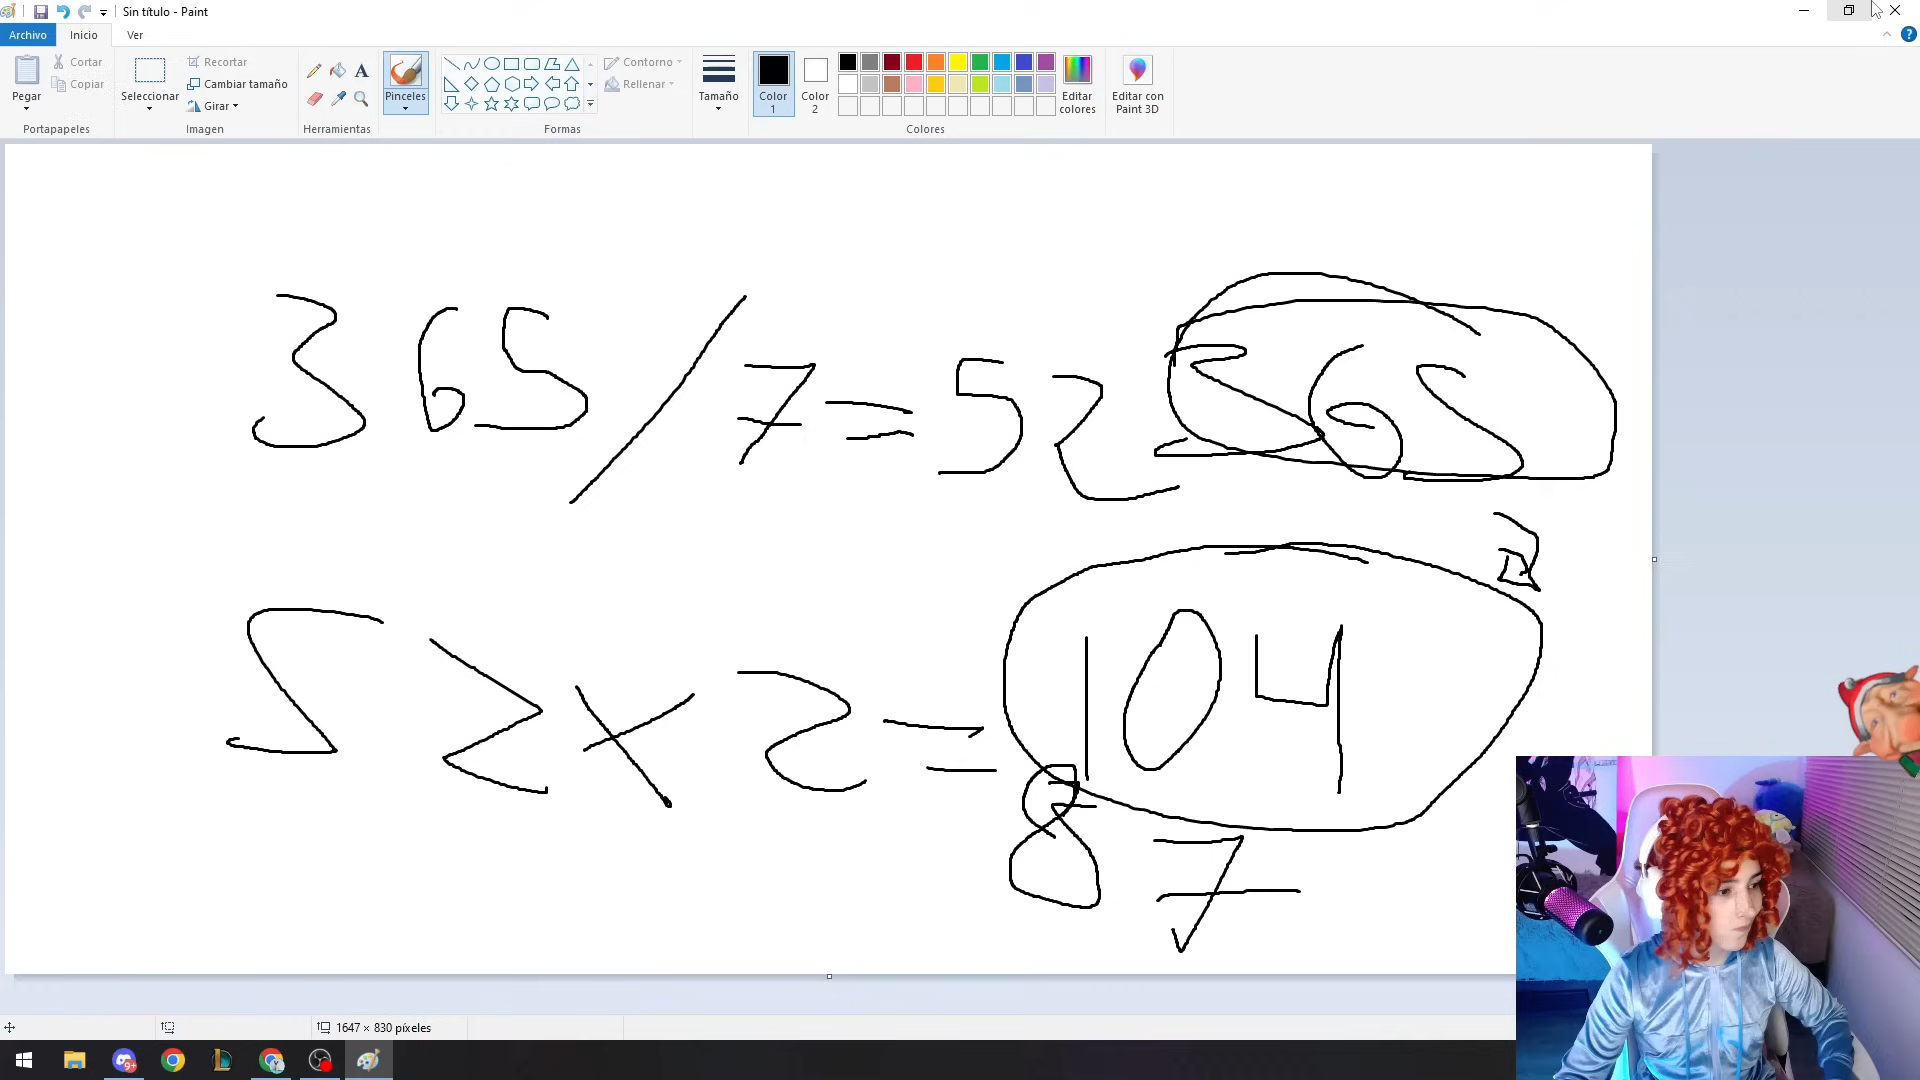 Sin título - Paint
Archivo Inicio Ver
Pegar
Cortar
Copiar
Portapapeles
Seleccionar
Recortar
Cambiar tamaño
Girar
Imagen
A
Herramientas
Pinceles
Contorno
Rellenar
Formas
Tamaño
Color 1
Color 2
Colores
Editar colores
Editar con Paint 3D
365/7=52 365
52x2=104
87
1647 × 830 píxeles
9+